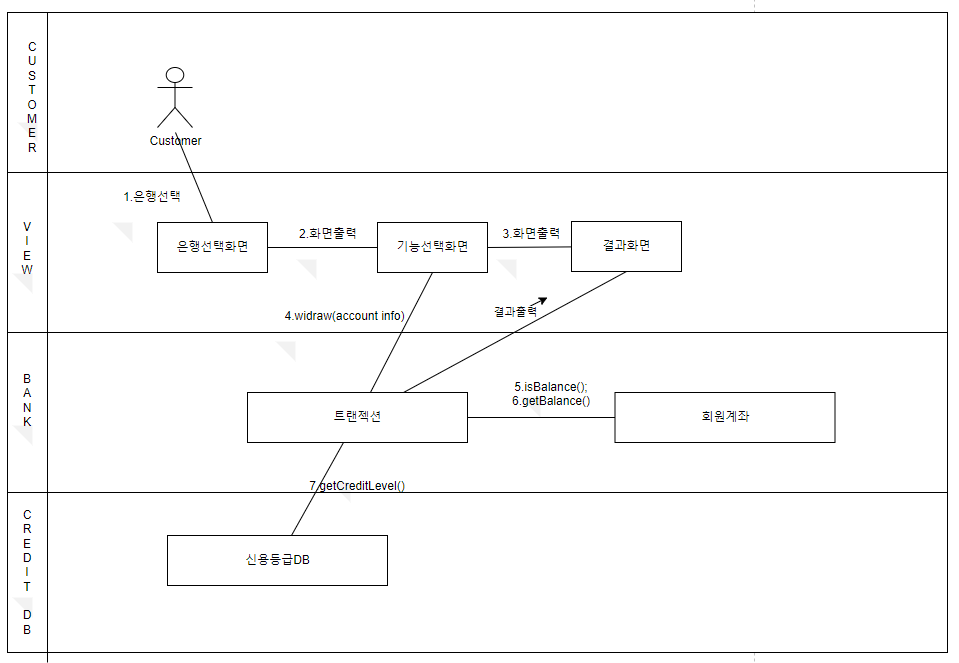 CUSTOMER
Customer
1.은행선택
VIEW
은행선택화면
2.화면출력
기능선택화면
3.화면출력
결과화면
4.widraw(account info)
결과출력
BANK
트랜젝션
5.isBalance();
6.getBalance()
회원계좌
7.getCreditLevel()
CREDIT DB
신용등급DB